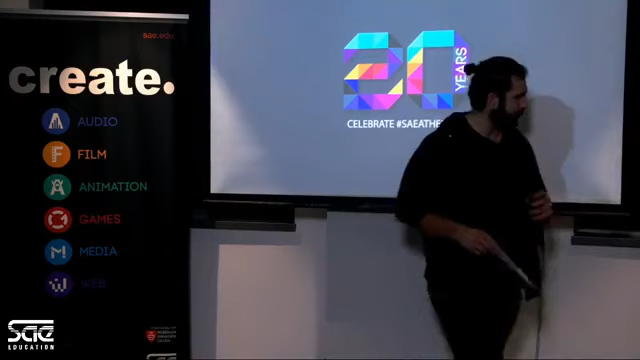 sae.edu
create.
AUDIO
FILM
ANIMATION
GAMES
MEDIA
WEB
20
YEARS
CELEBRATE #SAEATHE
sae
EDUCATION